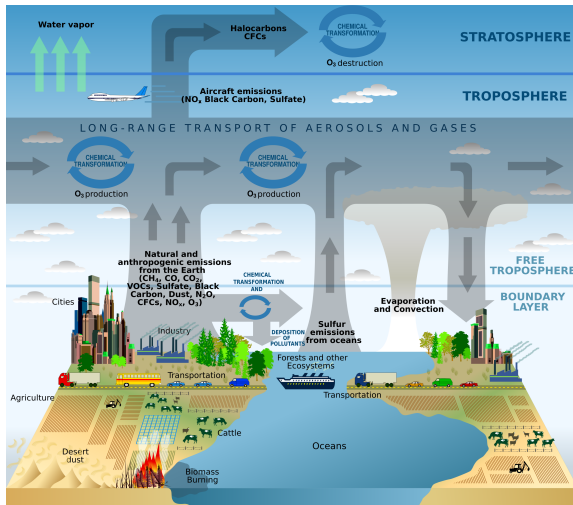 Water vapor
Halocarbons
CFCs
CHEMICAL
TRANSFORMATION
O₃ destruction
STRATOSPHERE
Aircraft emissions
(NOₓ Black Carbon, Sulfate)
TROPOSPHERE
LONG-RANGE TRANSPORT OF AEROSOLS AND GASES
CHEMICAL
TRANSFORMATION
O₃ production
CHEMICAL
TRANSFORMATION
O₃ production
Natural and
anthropogenic emissions
from the Earth
(CH₄, CO, CO₂,
VOCs, Sulfate, Black
Carbon, Dust, N₂O,
CFCs, NOₓ, O₃)
CHEMICAL
TRANSFORMATION
AND
DEPOSITION
OF
POLLUTANTS
FREE
TROPOSPHERE
BOUNDARY
LAYER
Cities
Industry
Sulfur
emissions
from oceans
Evaporation
and Convection
Forests and other
Ecosystems
Transportation
Transportation
Agriculture
Cattle
Desert
dust
Oceans
Biomass
Burning